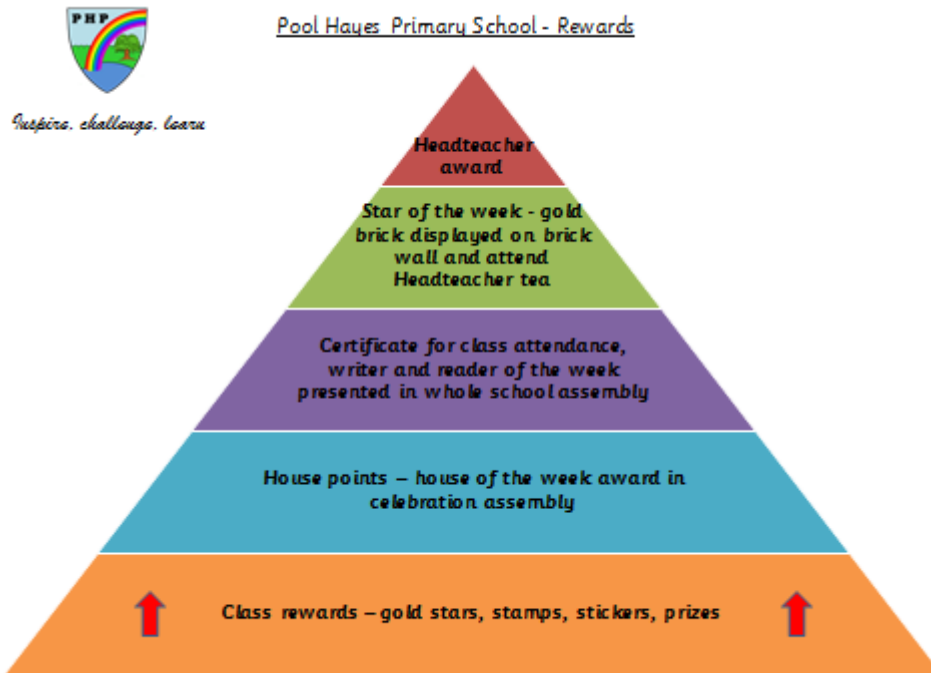 PHP
Pool Hayes Primary School - Rewards
Inspire, challenge, learn
Headteacher
award
Star of the week - gold
brick displayed on brick
wall and attend
Headteacher tea
Certificate for class attendance,
writer and reader of the week
presented in whole school assembly
House points – house of the week award in
celebration assembly
Class rewards – gold stars, stamps, stickers, prizes